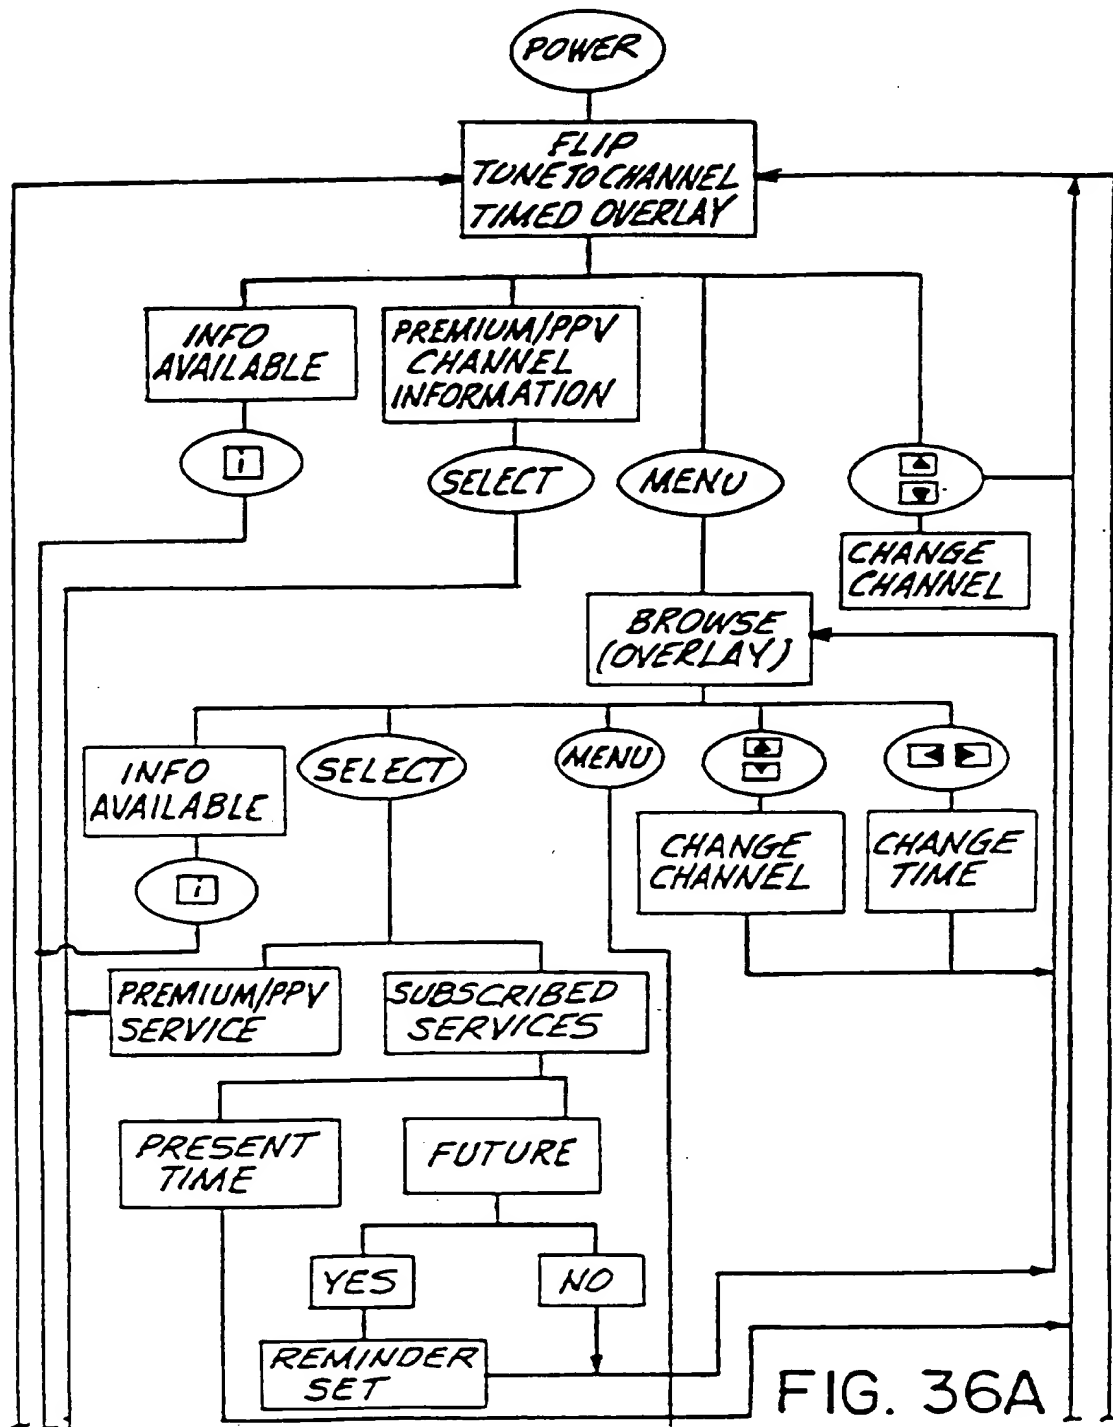 POWER
FLIP
TUNE TO CHANNEL
TIMED OVERLAY
INFO
AVAILABLE
PREMIUM/PPV
CHANNEL
INFORMATION
i
SELECT
MENU
CHANGE
CHANNEL
BROWSE
(OVERLAY)
INFO
AVAILABLE
SELECT
MENU
CHANGE
CHANNEL
CHANGE
TIME
i
PREMIUM/PPV
SERVICE
SUBSCRIBED
SERVICES
PRESENT
TIME
FUTURE
YES
NO
REMINDER
SET
FIG. 36A